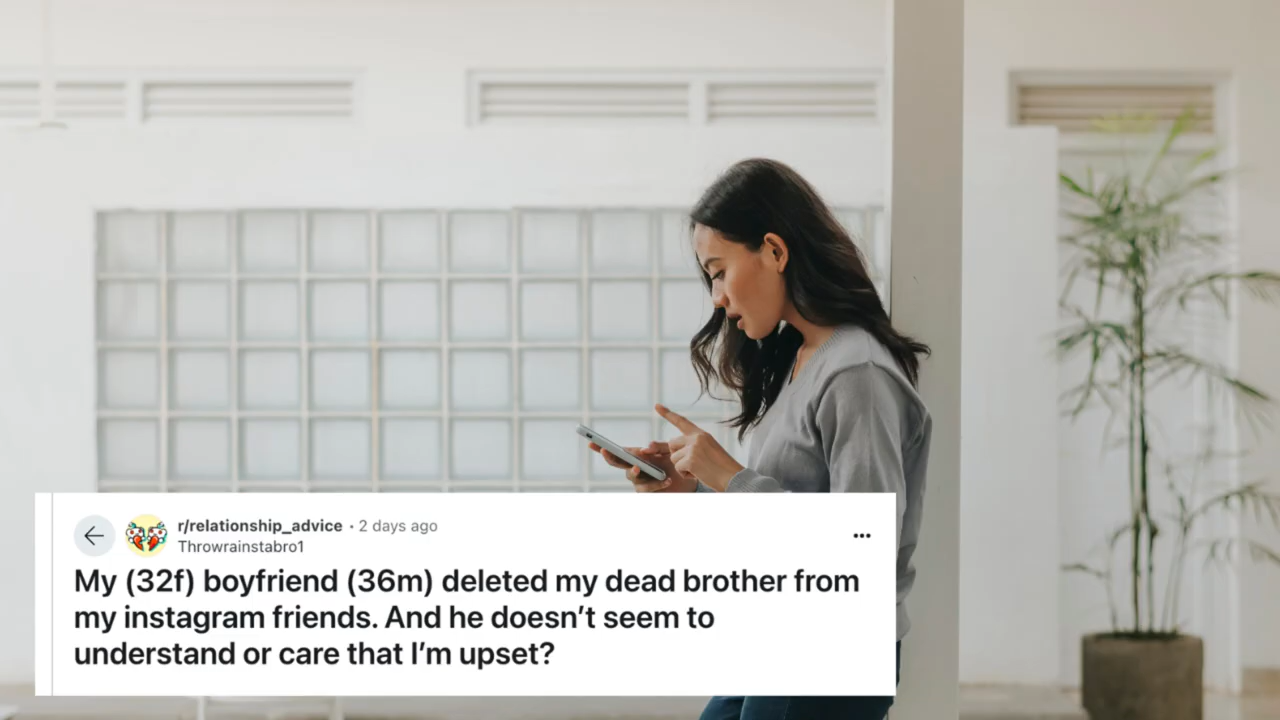 r/relationship_advice • 2 days ago
Throwrainstabro1
My (32f) boyfriend (36m) deleted my dead brother from
my instagram friends. And he doesn’t seem to
understand or care that I’m upset?